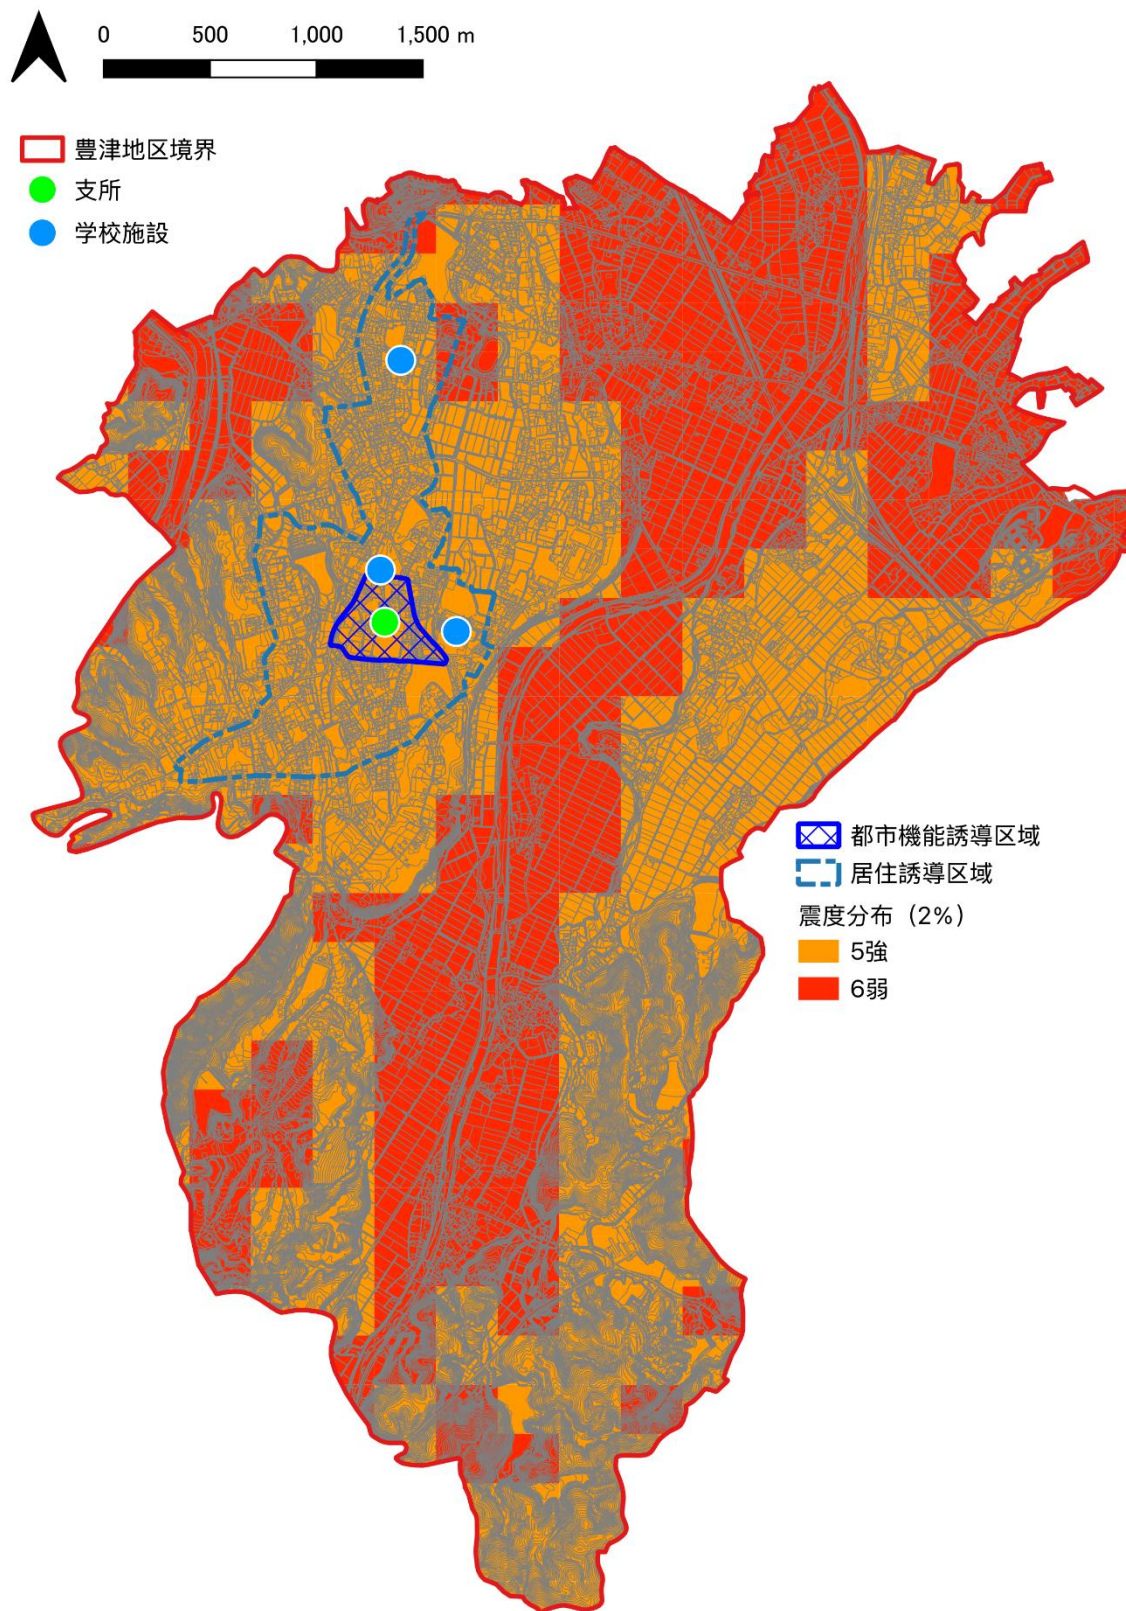 0 500 1,000 1,500 m
豊津地区境界
支所
学校施設
都市機能誘導区域
居住誘導区域
震度分布（2%）
5強
6弱